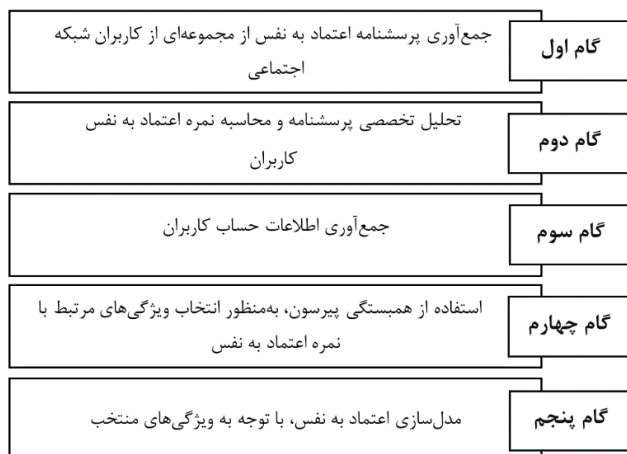 گام اول
جمع‌آوری پرسشنامه اعتماد به نفس از مجموعه‌ای از کاربران شبکه
اجتماعی
گام دوم
تحلیل تخصصی پرسشنامه و محاسبه نمره اعتماد به نفس
کاربران
گام سوم
جمع‌آوری اطلاعات حساب کاربران
گام چهارم
استفاده از همبستگی پیرسون، به‌منظور انتخاب ویژگی‌های مرتبط با
نمره اعتماد به نفس
گام پنجم
مدل‌سازی اعتماد به نفس، با توجه به ویژگی‌های منتخب